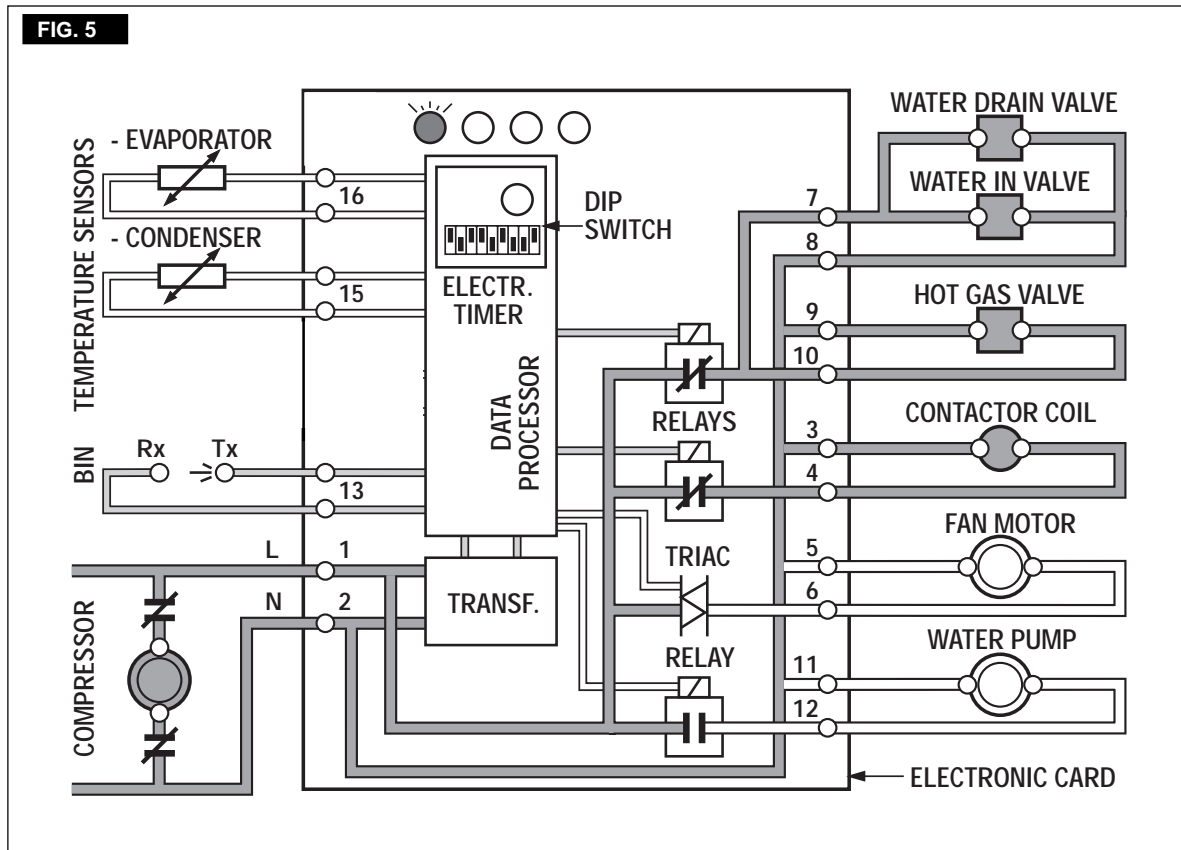 FIG. 5
WATER DRAIN VALVE
TEMPERATURE SENSORS
- EVAPORATOR
16
DIP
SWITCH
7
WATER IN VALVE
8
- CONDENSER
15
ELECTR.
TIMER
HOT GAS VALVE
9
10
DATA
PROCESSOR
RELAYS
CONTACTOR COIL
3
4
BIN
Rx
Tx
13
FAN MOTOR
5
TRIAC
6
L
1
N
2
TRANSF.
COMPRESSOR
RELAY
WATER PUMP
11
12
ELECTRONIC CARD